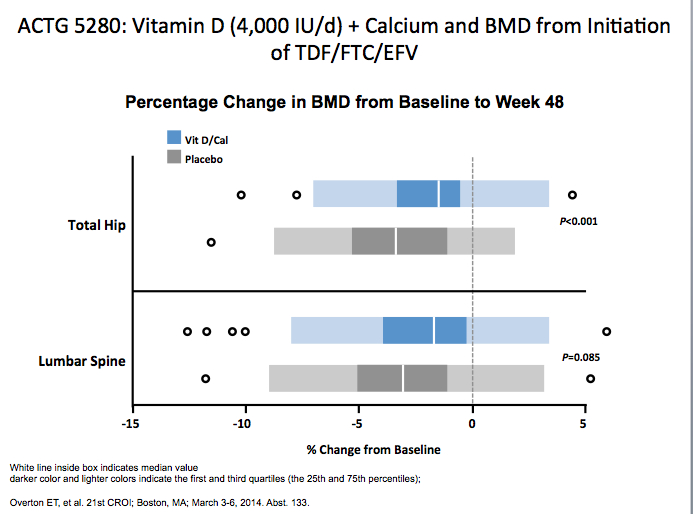 ACTG 5280: Vitamin D (4,000 IU/d) + Calcium and BMD from Initiation
of TDF/FTC/EFV
Percentage Change in BMD from Baseline to Week 48
Vit D/Cal
Placebo
Total Hip
P<0.001
Lumbar Spine
P=0.085
-15
-10
-5
0
5
% Change from Baseline
White line inside box indicates median value
darker color and lighter colors indicate the first and third quartiles (the 25th and 75th percentiles);
Overton ET, et al. 21st CROI; Boston, MA; March 3-6, 2014. Abst. 133.